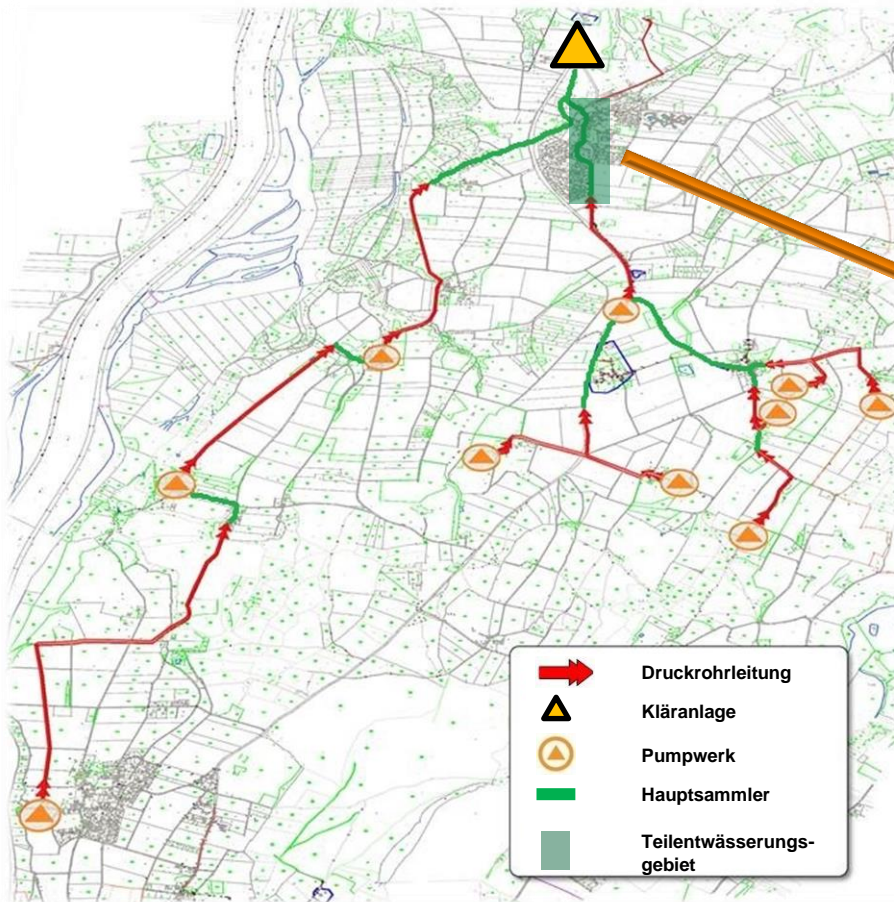 Druckrohrleitung
Kläranlage
Pumpwerk
Hauptsammler
Teilentwässerungs-
gebiet